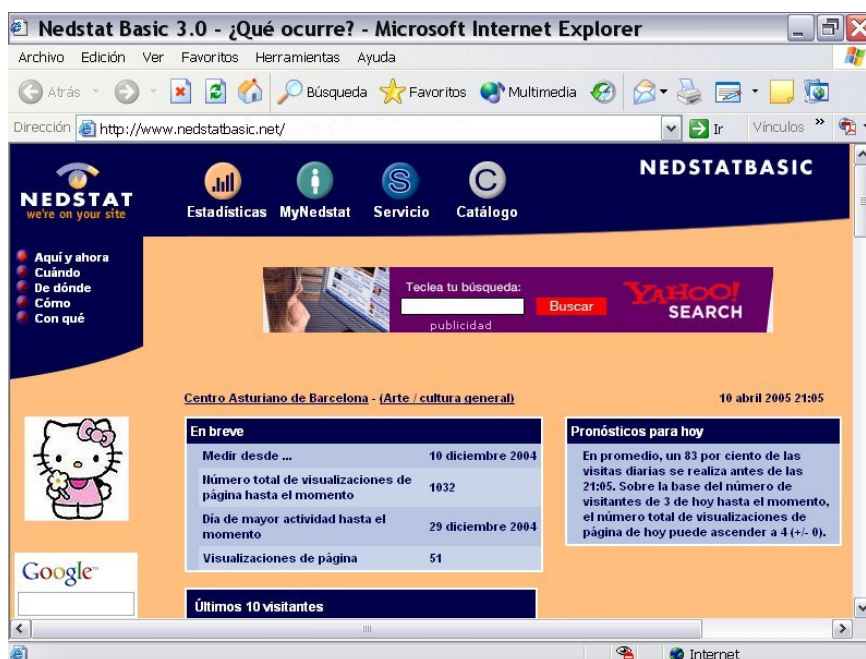 Nedstat Basic 3.0 - ¿Qué ocurre? - Microsoft Internet Explorer
Archivo Edición Ver Favoritos Herramientas Ayuda
Atrás Búsqueda Favoritos Multimedia
Dirección http://www.nedstatbasic.net/ Ir Vínculos »
NEDSTATBASIC
NEDSTAT
we're on your site
Estadísticas MyNedstat Servicio Catálogo
Aquí y ahora
Cuándo
De dónde
Cómo
Con qué
Teclea tu búsqueda:
Buscar
publicidad
YAHOO!
SEARCH
Centro Asturiano de Barcelona - (Arte / cultura general) 10 abril 2005 21:05
En breve
Medir desde ... 10 diciembre 2004
Número total de visualizaciones de
página hasta el momento 1032
Día de mayor actividad hasta el
momento 29 diciembre 2004
Visualizaciones de página 51
Pronósticos para hoy
En promedio, un 83 por ciento de las
visitas diarias se realiza antes de las
21:05. Sobre la base del número de
visitantes de 3 de hoy hasta el momento,
el número total de visualizaciones de
página de hoy puede ascender a 4 (+/- 0).
Google
Últimos 10 visitantes
Internet